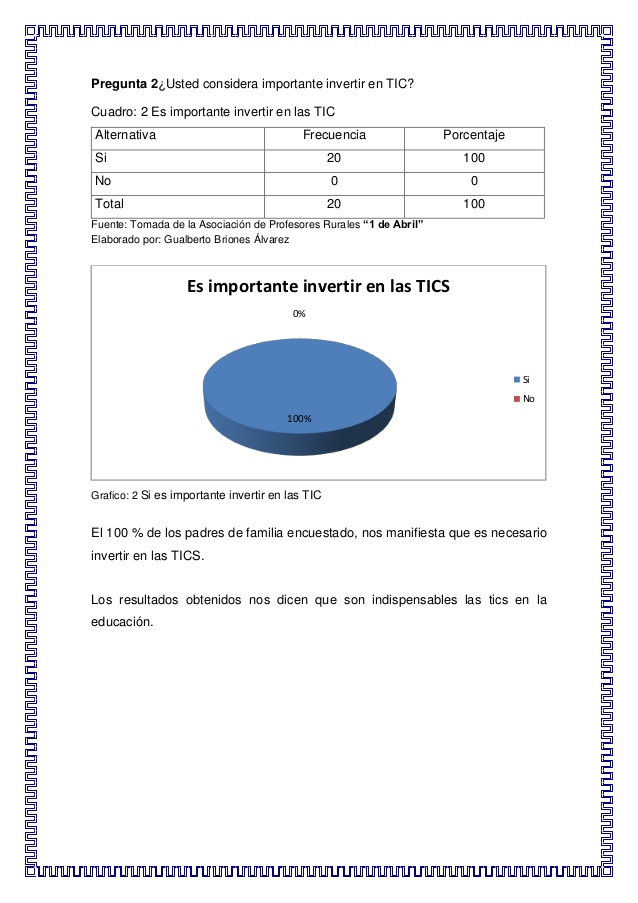 Pregunta 2¿Usted considera importante invertir en TIC?
Cuadro: 2 Es importante invertir en las TIC
Alternativa Frecuencia Porcentaje
Si 20 100
No 0 0
Total 20 100
Fuente: Tomada de la Asociación de Profesores Rurales “1 de Abril”
Elaborado por: Gualberto Briones Álvarez
Es importante invertir en las TICS
0%
100%
Si
No
Grafico: 2 Si es importante invertir en las TIC
El 100 % de los padres de familia encuestado, nos manifiesta que es necesario
invertir en las TICS.
Los resultados obtenidos nos dicen que son indispensables las tics en la
educación.